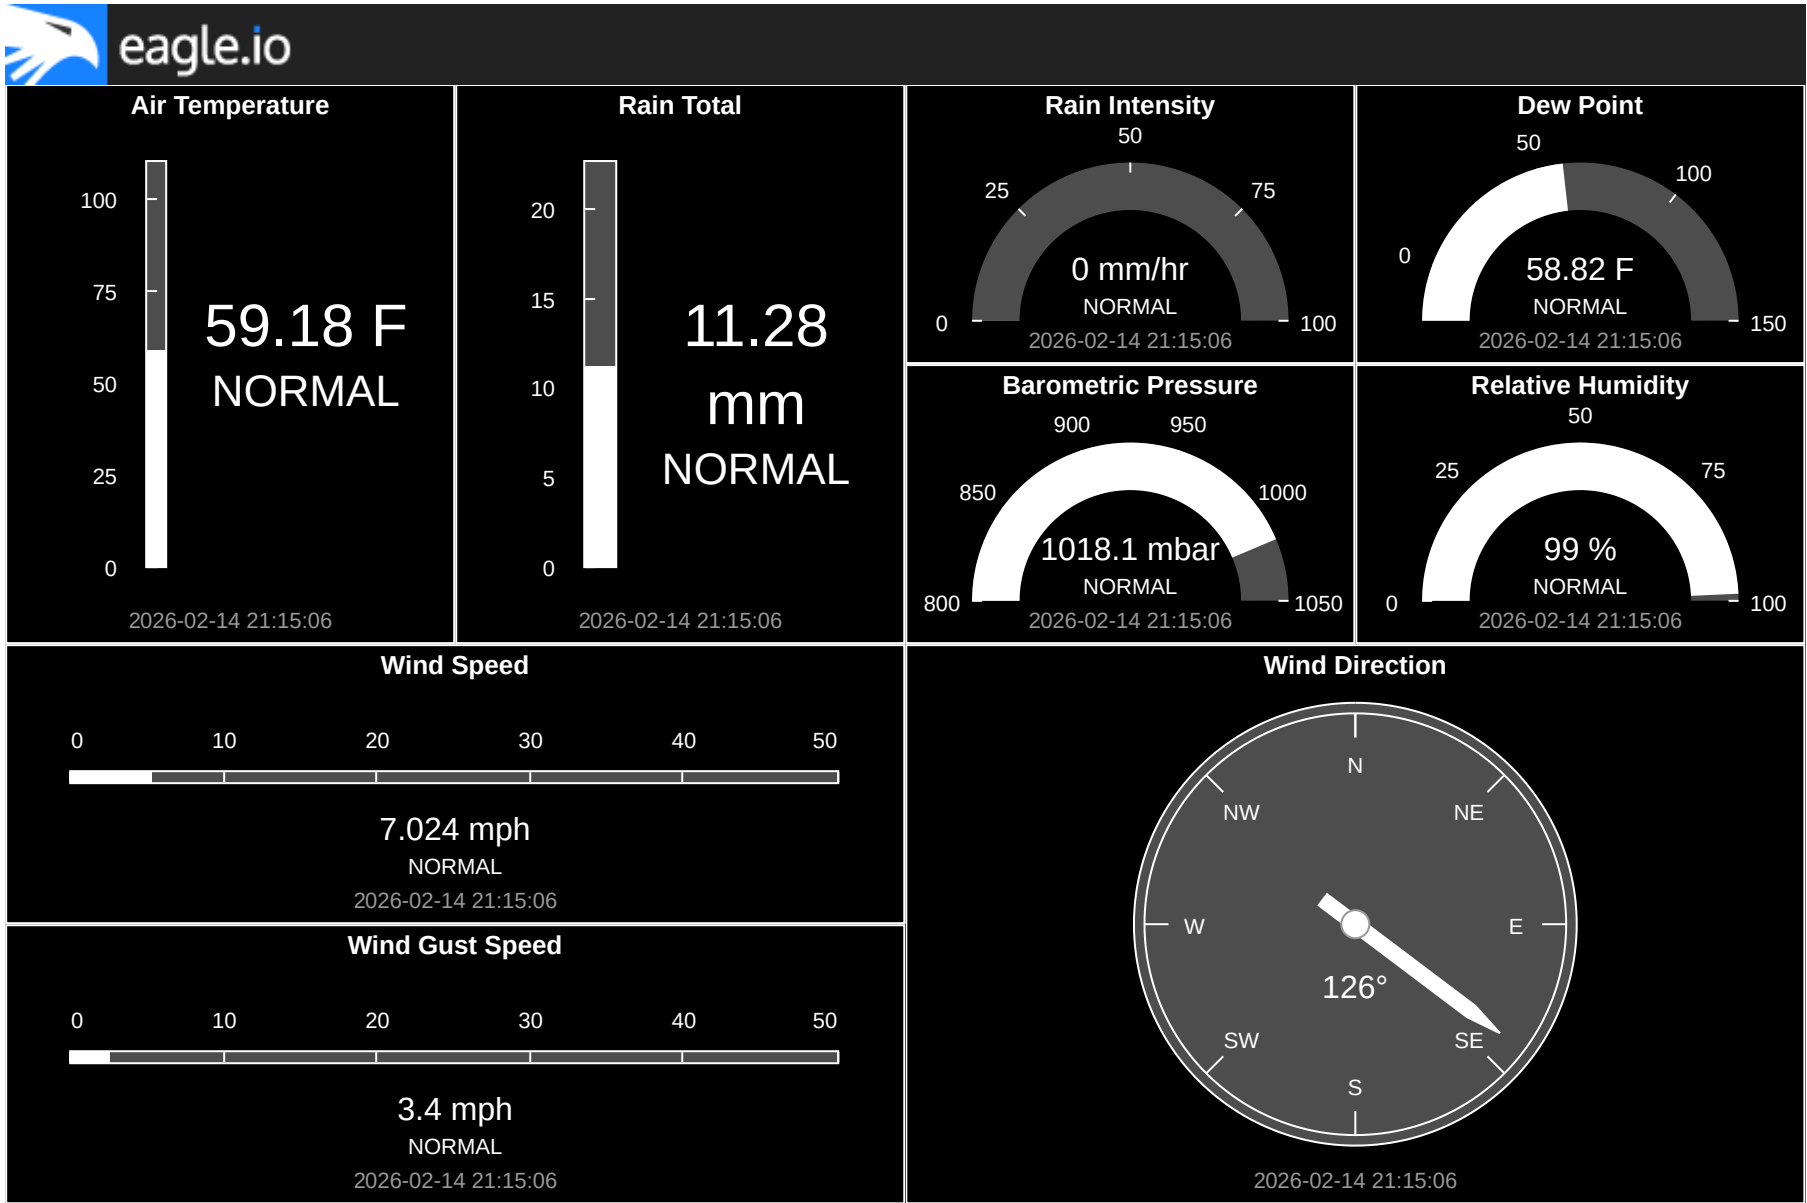 eagle.io
Air Temperature
100
75
50
25
0
59.18 F
NORMAL
2026-02-14 21:15:06
Rain Total
20
15
10
5
0
11.28
mm
NORMAL
2026-02-14 21:15:06
Rain Intensity
0
25
50
75
100
0 mm/hr
NORMAL
2026-02-14 21:15:06
Dew Point
0
50
100
150
58.82 F
NORMAL
2026-02-14 21:15:06
Barometric Pressure
800
850
900
950
1000
1050
1018.1 mbar
NORMAL
2026-02-14 21:15:06
Relative Humidity
0
25
50
75
100
99 %
NORMAL
2026-02-14 21:15:06
Wind Speed
0 10 20 30 40 50
7.024 mph
NORMAL
2026-02-14 21:15:06
Wind Gust Speed
0 10 20 30 40 50
3.4 mph
NORMAL
2026-02-14 21:15:06
Wind Direction
N
NW NE
W E
126°
SW SE
S
2026-02-14 21:15:06